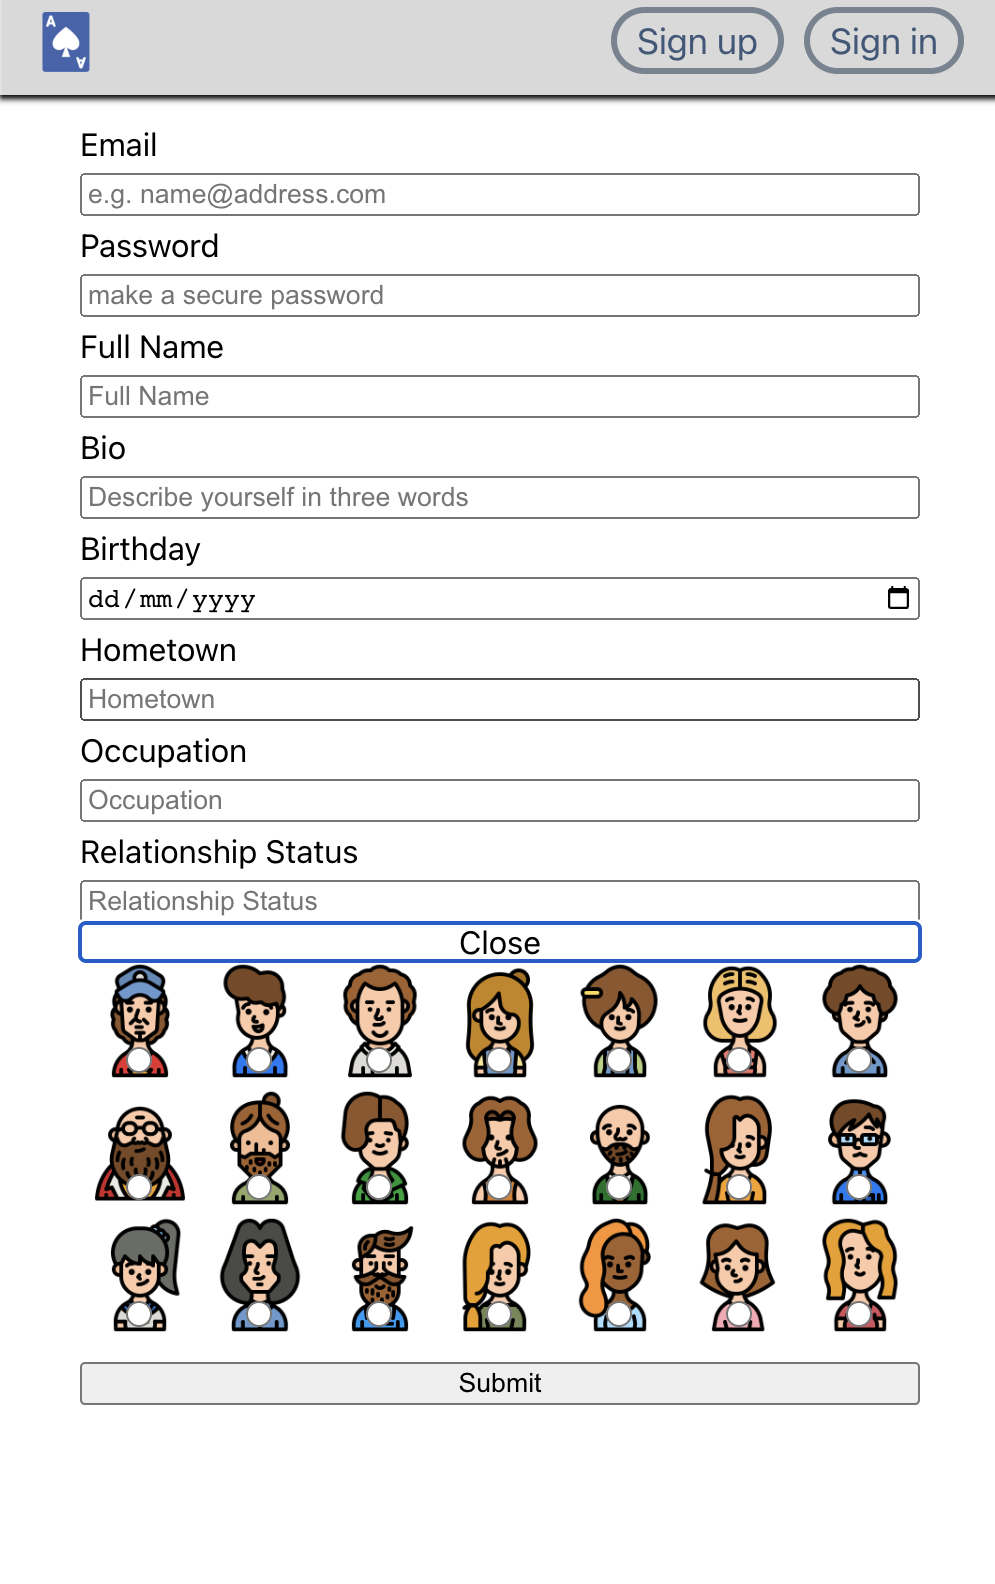 A
A
Sign up
Sign in
Email
e.g. name@address.com
Password
make a secure password
Full Name
Full Name
Bio
Describe yourself in three words
Birthday
dd/mm/yyyy
Hometown
Hometown
Occupation
Occupation
Relationship Status
Relationship Status
Close
Submit